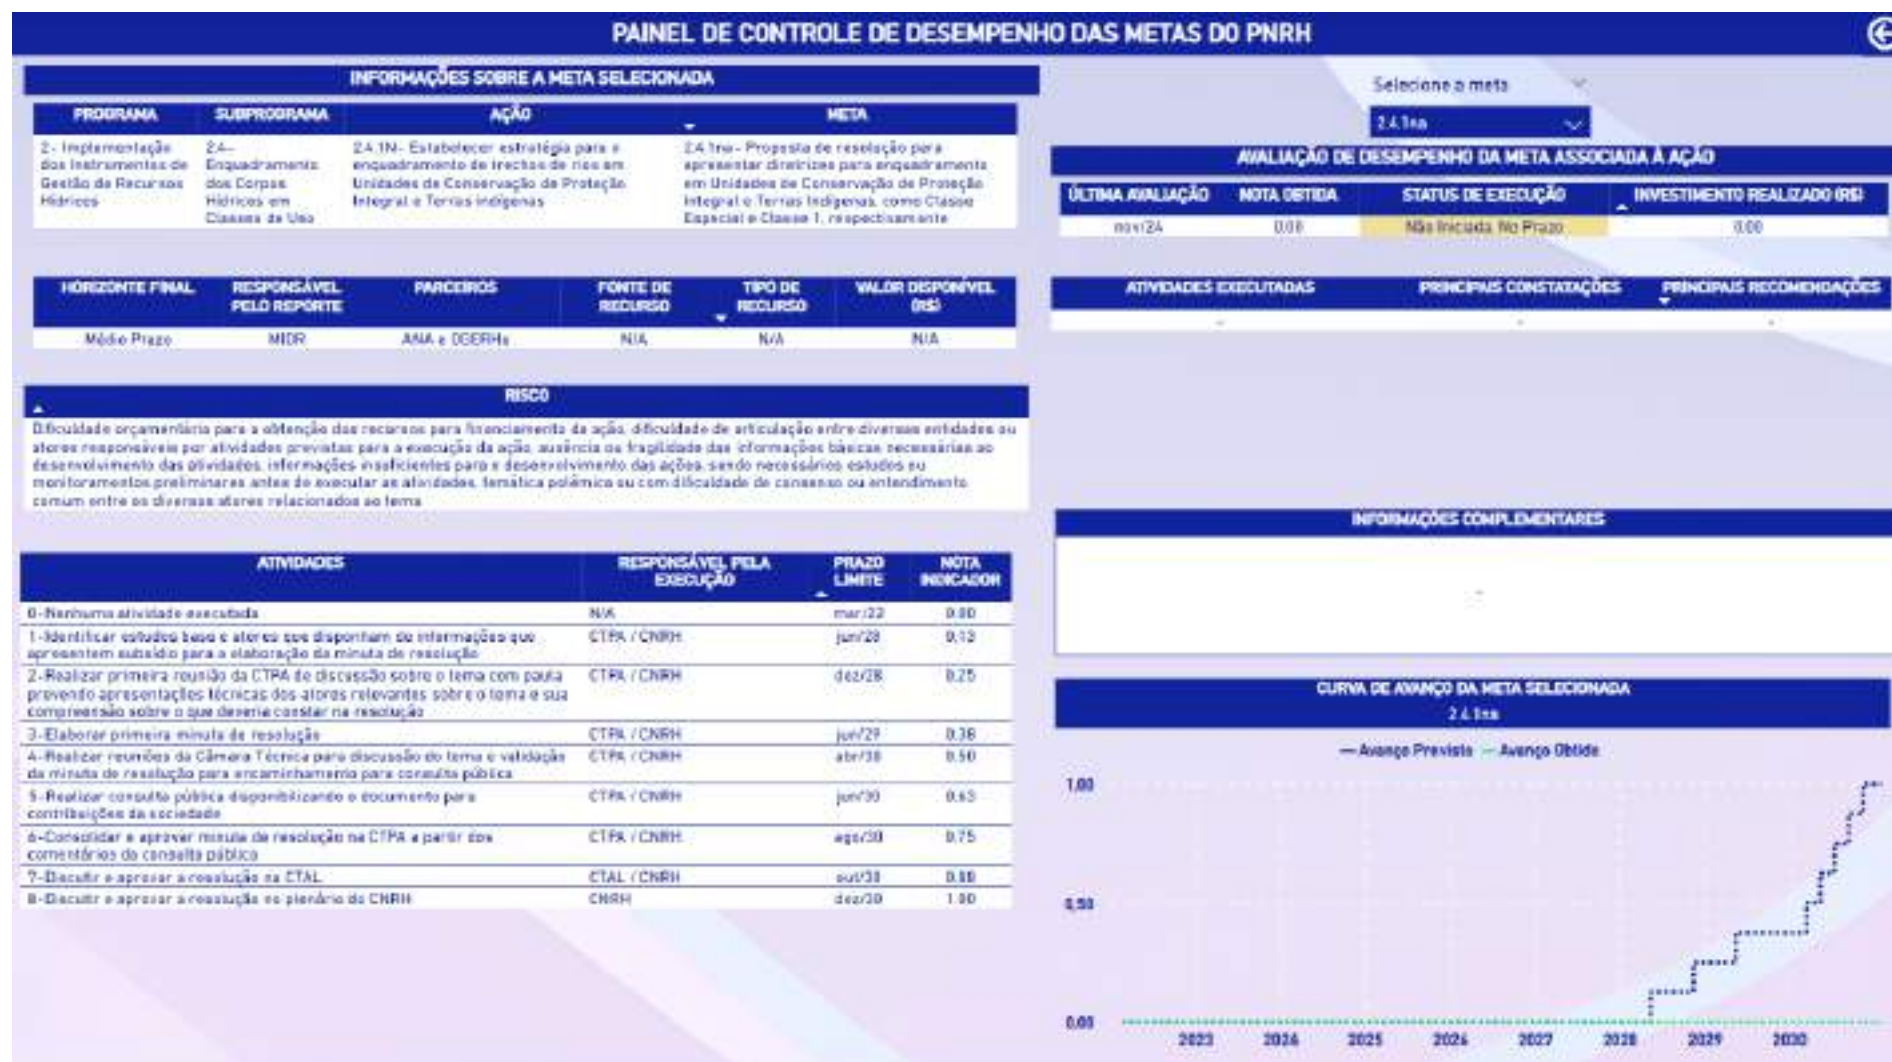 PAINEL DE CONTROLE DE DESEMPENHO DAS METAS DO PNRH
INFORMAÇÕES SOBRE A META SELECIONADA
PROGRAMA SUBPROGRAMA AÇÃO META
2- Implementação dos Instrumentos de Gestão de Recursos Hídricos
2.4- Enquadramento dos Corpos Hídricos em Classes de Uso
2.4.1N- Estabelecer estratégia para o enquadramento de trechos de rios em Unidades de Conservação de Proteção Integral e Terras indígenas
2.4.1na- Proposta de resolução para apresentar diretrizes para enquadramento em Unidades de Conservação de Proteção Integral e Terras Indígenas, como Classe Especial e Classe 1, respectivamente
HORIZONTE FINAL RESPONSÁVEL PELO REPORTE PARCEIROS FONTE DE RECURSO TIPO DE RECURSO VALOR DISPONÍVEL (R$)
Médio Prazo MIDR ANA e OGERHs N/A N/A N/A
RISCO
Dificuldade orçamentária para a obtenção dos recursos para financiamento da ação, dificuldade de articulação entre diversas entidades ou
atores responsáveis por atividades previstas para a execução da ação, ausência ou fragilidade das informações básicas necessárias ao
desenvolvimento das atividades, informações insuficientes para o desenvolvimento das ações, sendo necessários estudos ou
monitoramentos preliminares antes de executar as atividades, temática polêmica ou com dificuldade de consenso ou entendimento
comum entre os diversos atores relacionados ao tema
ATIVIDADES RESPONSÁVEL PELA EXECUÇÃO PRAZO LIMITE NOTA INDICADOR
0-Nenhuma atividade executada N/A mar/22 0.00
1-Identificar estudos base e atores que disponham de informações que CTPA / CNRH jun/28 0,13
apresentem subsídio para a elaboração da minuta de resolução
2-Realizar primeira reunião da CTPA de discussão sobre o tema com pauta CTPA / CNRH dez/28 0.25
prevendo apresentações técnicas dos atores relevantes sobre o tema e sua
compreensão sobre o que deveria constar na resolução
3-Elaborar primeira minuta de resolução CTPA / CNRH jun/29 0.38
4-Realizar reuniões da Câmara Técnica para discussão do tema e validação CTPA / CNRH abr/30 0.50
da minuta de resolução para encaminhamento para consulta pública
5-Realizar consulta pública disponibilizando o documento para CTPA / CNRH jun/30 0.63
contribuições da sociedade
6-Consolidar e aprovar minuta de resolução na CTPA a partir dos CTPA / CNRH ago/30 0.75
comentários da consulta pública
7-Discutir e aprovar a resolução na CTAL CTAL / CNRH out/30 0.88
8-Discutir e aprovar a resolução no plenário do CNRH CNRH dez/30 1.00
Selecione a meta
2.4.1na
AVALIAÇÃO DE DESEMPENHO DA META ASSOCIADA À AÇÃO
ÚLTIMA AVALIAÇÃO NOTA OBTIDA STATUS DE EXECUÇÃO INVESTIMENTO REALIZADO (R$)
nov/24 0.00 Não Iniciada, No Prazo 0.00
ATIVIDADES EXECUTADAS PRINCIPAIS CONSTATAÇÕES PRINCIPAIS RECOMENDAÇÕES
- - -
INFORMAÇÕES COMPLEMENTARES
-
CURVA DE AVANÇO DA META SELECIONADA
2.4.1na
Avanço Previsto Avanço Obtido
1,00
0,50
0,00
2023 2024 2025 2026 2027 2028 2029 2030